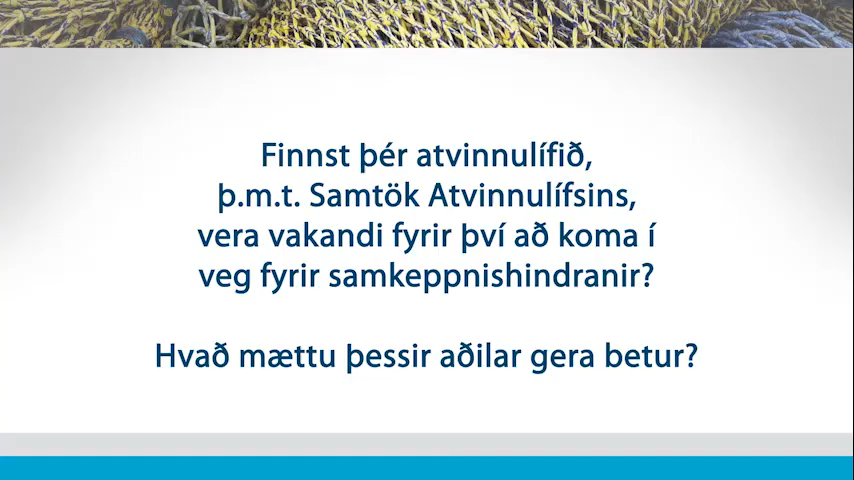 Finnst þér atvinnulífið,
þ.m.t. Samtök Atvinnulífsins,
vera vakandi fyrir því að koma í
veg fyrir samkeppnishindranir?
Hvað mættu þessir aðilar gera betur?